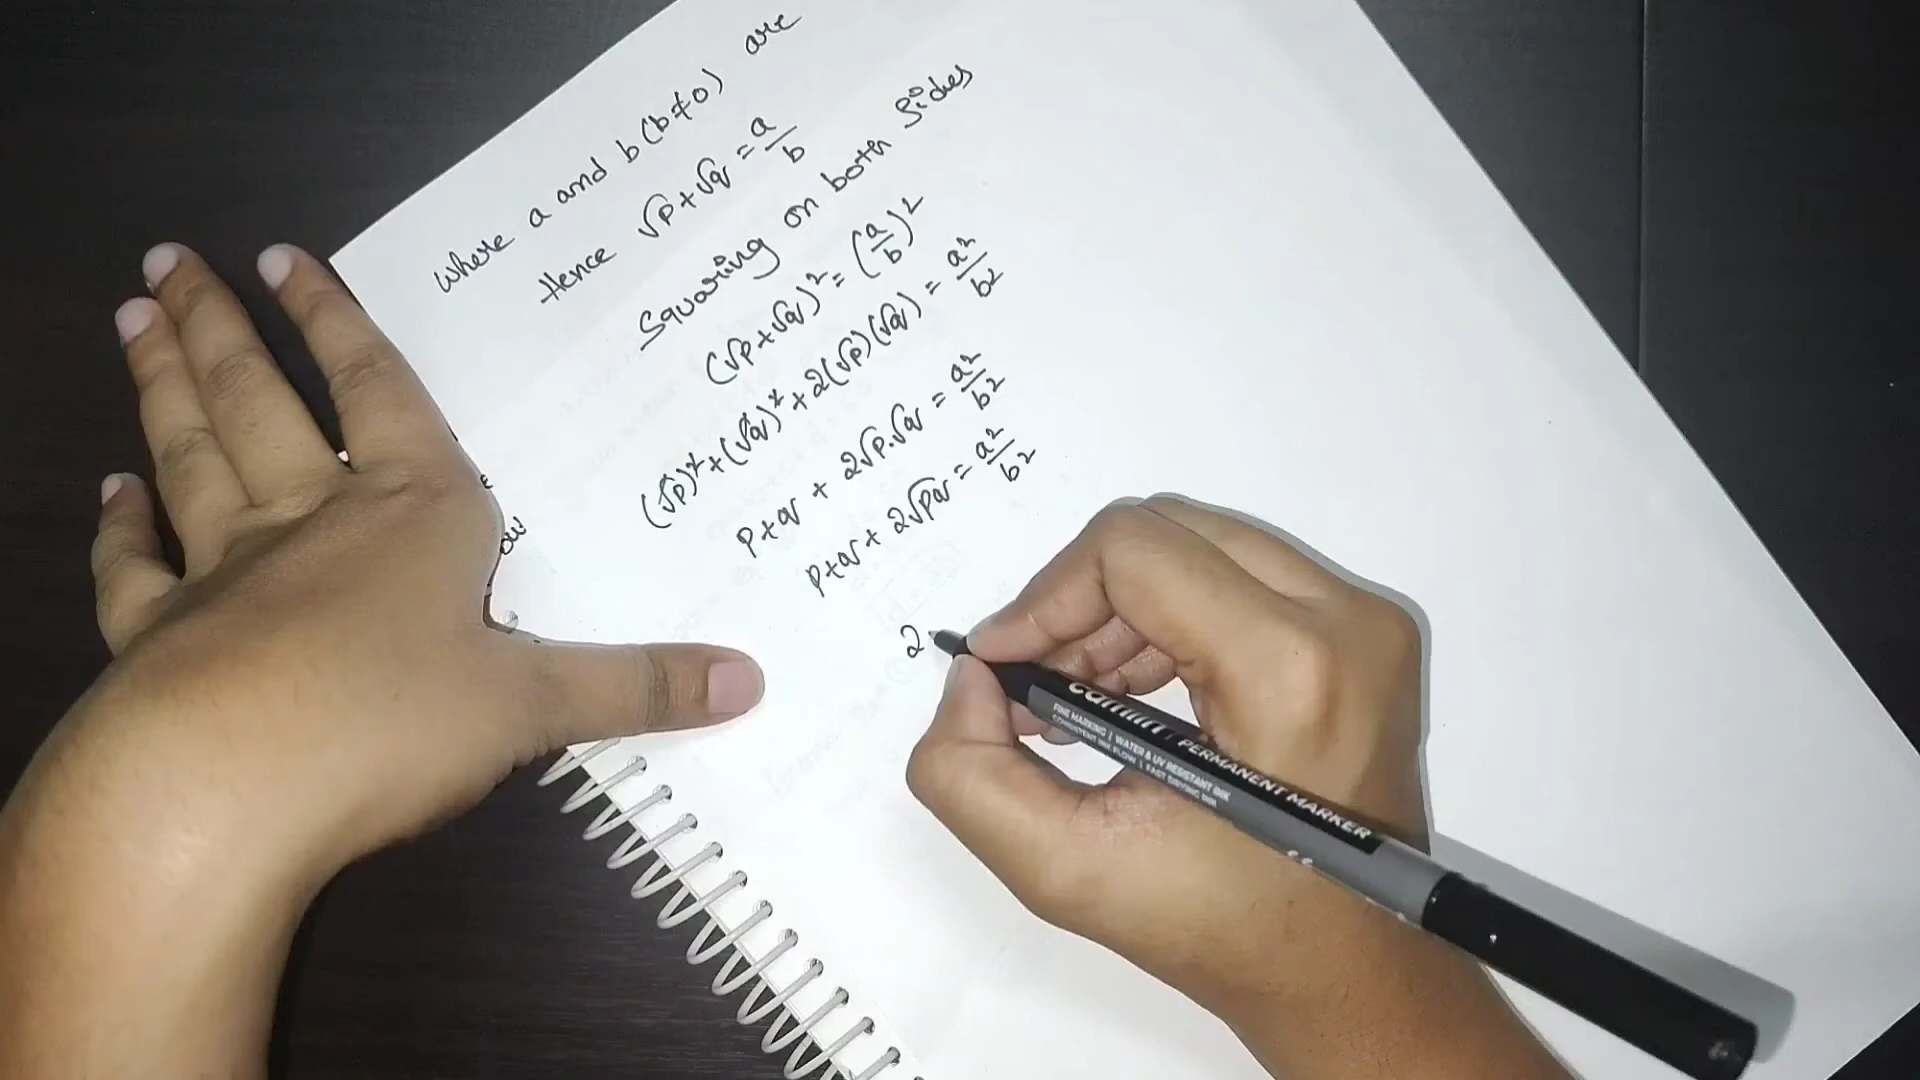 where a and b (b≠0) are
Hence √p+√q = a/b
Squaring on both Sides
(√p+√q)² = (a/b)²
(√p)²+(√q)²+2(√p)(√q) = a²/b²
p+q + 2√p.√q = a²/b²
p+q+ 2√pq = a²/b²
2
ow
camlin PERMANENT MARKER
FINE MARKING | WATER & UV RESISTANT INK
CONSISTENT INK FLOW | FAST DRYING INK